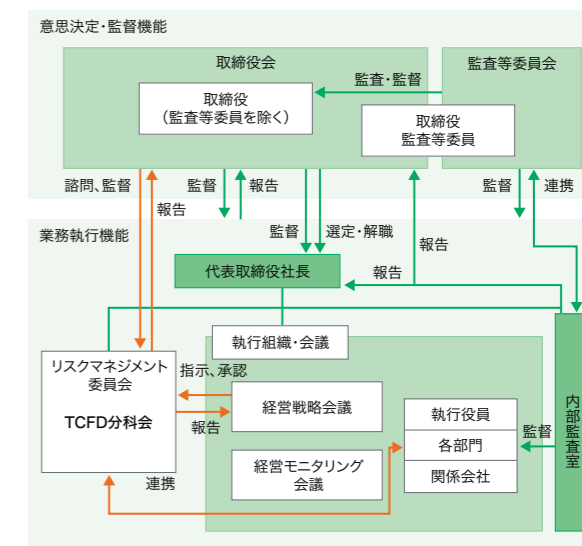 意思決定・監督機能
取締役会
監査等委員会
監査・監督
取締役
（監査等委員を除く）
取締役
監査等委員
諮問、監督
報告
監督
報告
監督
選定・解職
報告
監督
連携
業務執行機能
代表取締役社長
報告
執行組織・会議
リスクマネジメント
委員会
TCFD分科会
指示、承認
報告
経営戦略会議
経営モニタリング
会議
執行役員
各部門
関係会社
監督
内部監査室
連携